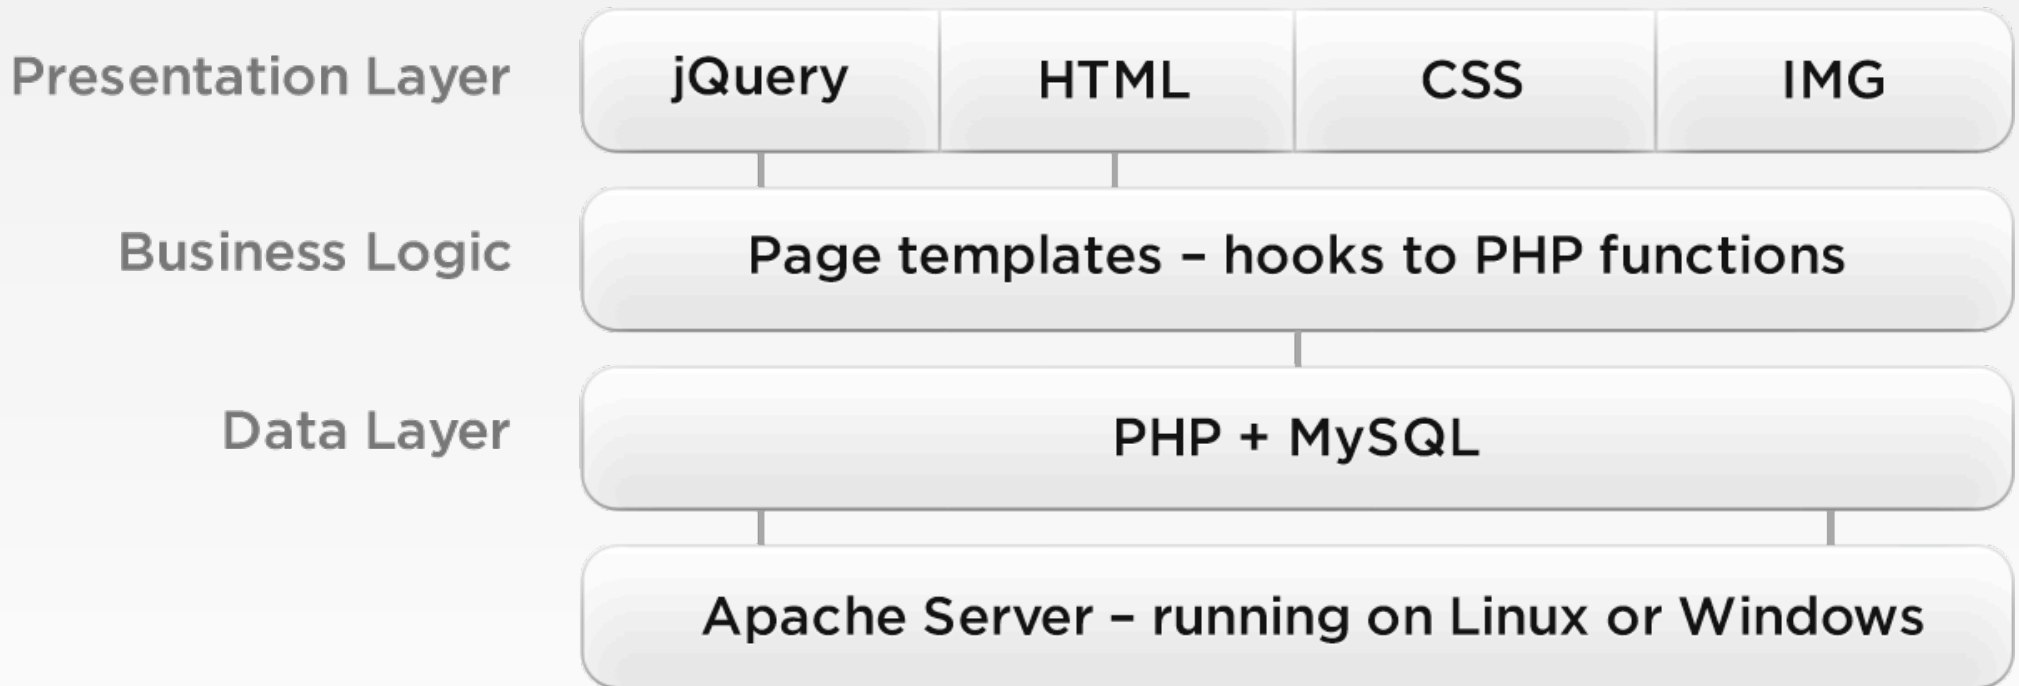 Presentation Layer jQuery HTML CSS IMG
Business Logic Page templates – hooks to PHP functions
Data Layer PHP + MySQL
Apache Server – running on Linux or Windows